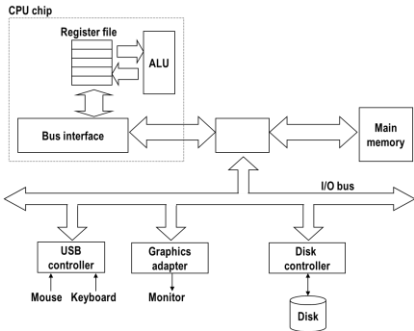 CPU chip
Register file
ALU
Bus interface
Main
memory
I/O bus
USB
controller
Graphics
adapter
Disk
controller
Mouse Keyboard
Monitor
Disk